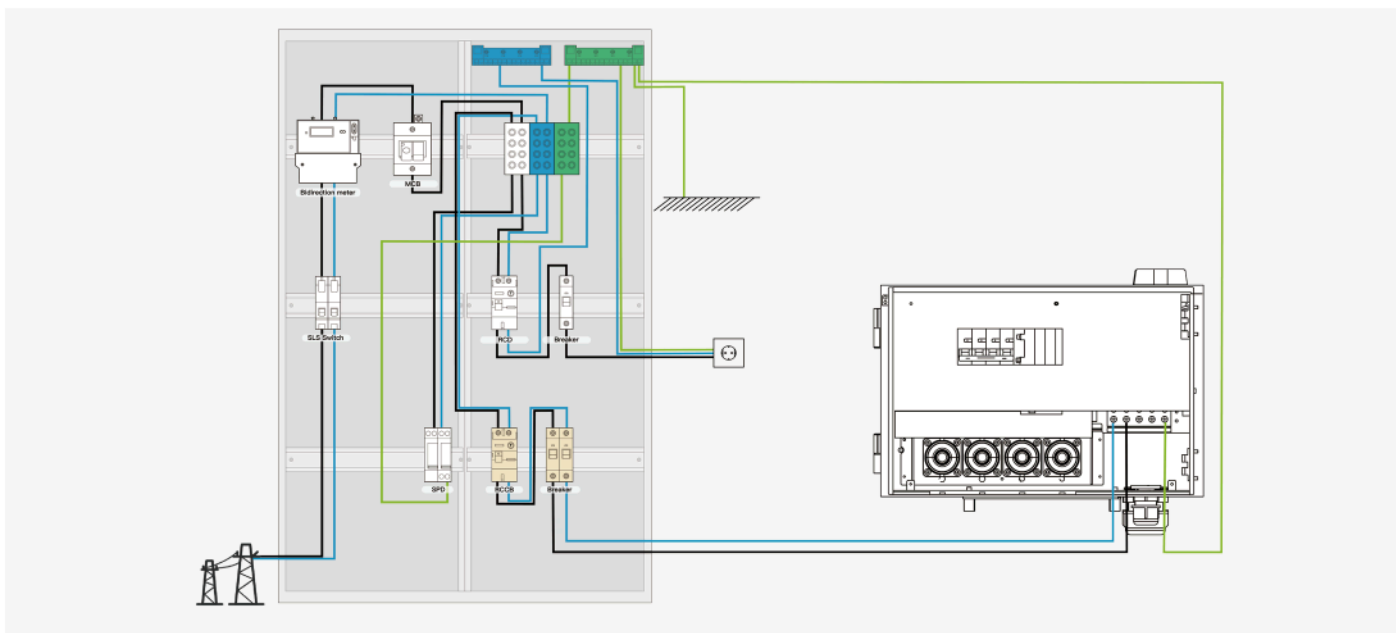 Bidirection meter
MCB
SLS Switch
RCD
Breaker
SPD
RCCB
Breaker